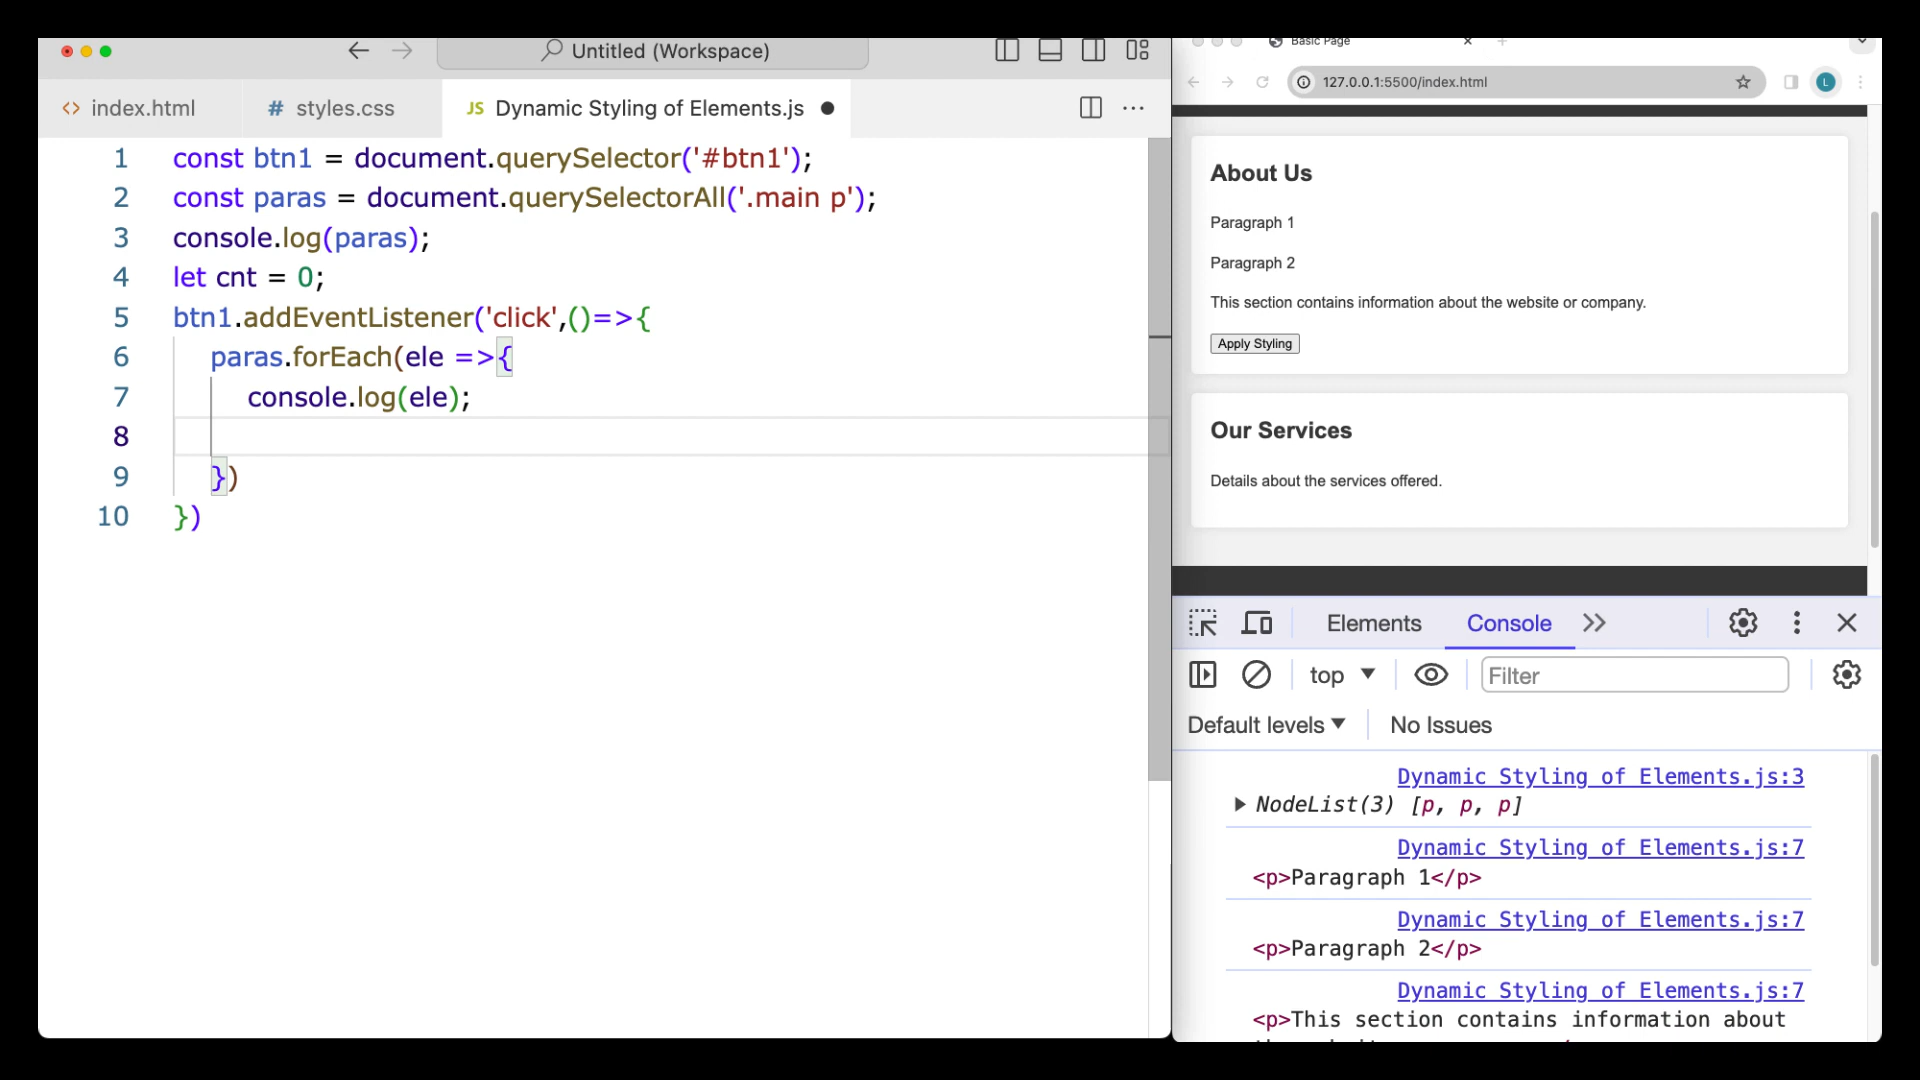 Untitled (Workspace)
index.html
# styles.css
JS Dynamic Styling of Elements.js
1 const btn1 = document.querySelector('#btn1');
2 const paras = document.querySelectorAll('.main p');
3 console.log(paras);
4 let cnt = 0;
5 btn1.addEventListener('click',()=>{
6 paras.forEach(ele =>{
7 console.log(ele);
8
9 })
10 })
Basic Page
127.0.0.1:5500/index.html
L
About Us
Paragraph 1
Paragraph 2
This section contains information about the website or company.
Apply Styling
Our Services
Details about the services offered.
Elements
Console
top
Filter
Default levels
No Issues
Dynamic Styling of Elements.js:3
NodeList(3) [p, p, p]
Dynamic Styling of Elements.js:7
<p>Paragraph 1</p>
Dynamic Styling of Elements.js:7
<p>Paragraph 2</p>
Dynamic Styling of Elements.js:7
<p>This section contains information about